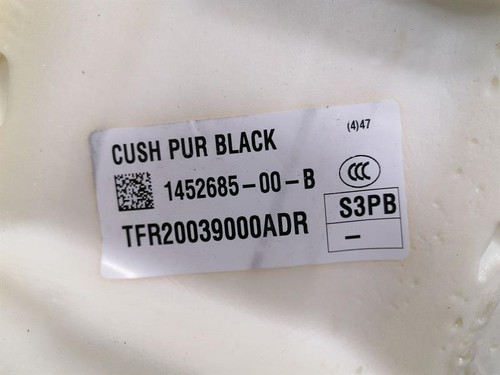 (4)47
CUSH PUR BLACK
1452685-00-B
CCC
S3PB
TFR20039000ADR
–